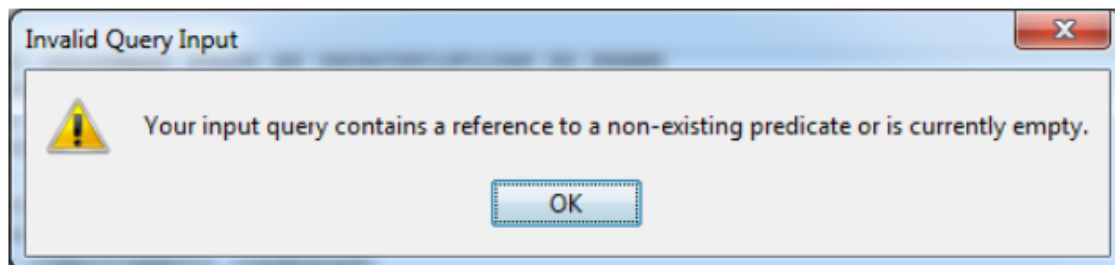 Invalid Query Input
Your input query contains a reference to a non-existing predicate or is currently empty.
OK